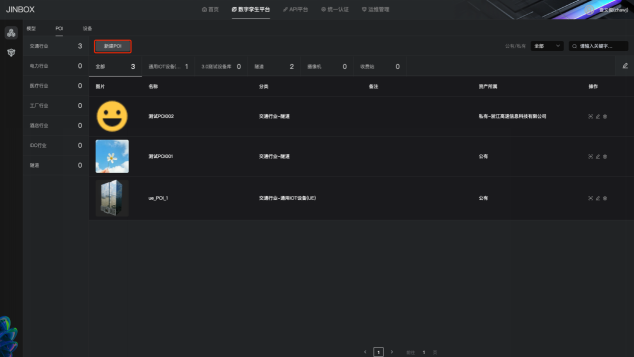 JINBOX
首页
数字孪生平台
API平台
统一认证
运维管理
模型
POI
设备
交通行业 3
电力行业 0
医疗行业 0
工厂行业 0
酒店行业 0
IDC行业 0
隧道 0
新建POI
公有/私有
全部
请输入关键字...
全部 3
通用IOT设备(... 1
3.0测试设备库 0
隧道 2
摄像机 0
收费站 0
图片
名称
分类
备注
资产所属
操作
测试POI002
交通行业-隧道
私有-浙江高速信息科技有限公司
测试POI001
交通行业-隧道
公有
ue_POI_1
交通行业-通用IOT设备(UE)
公有
1
前往 1 页